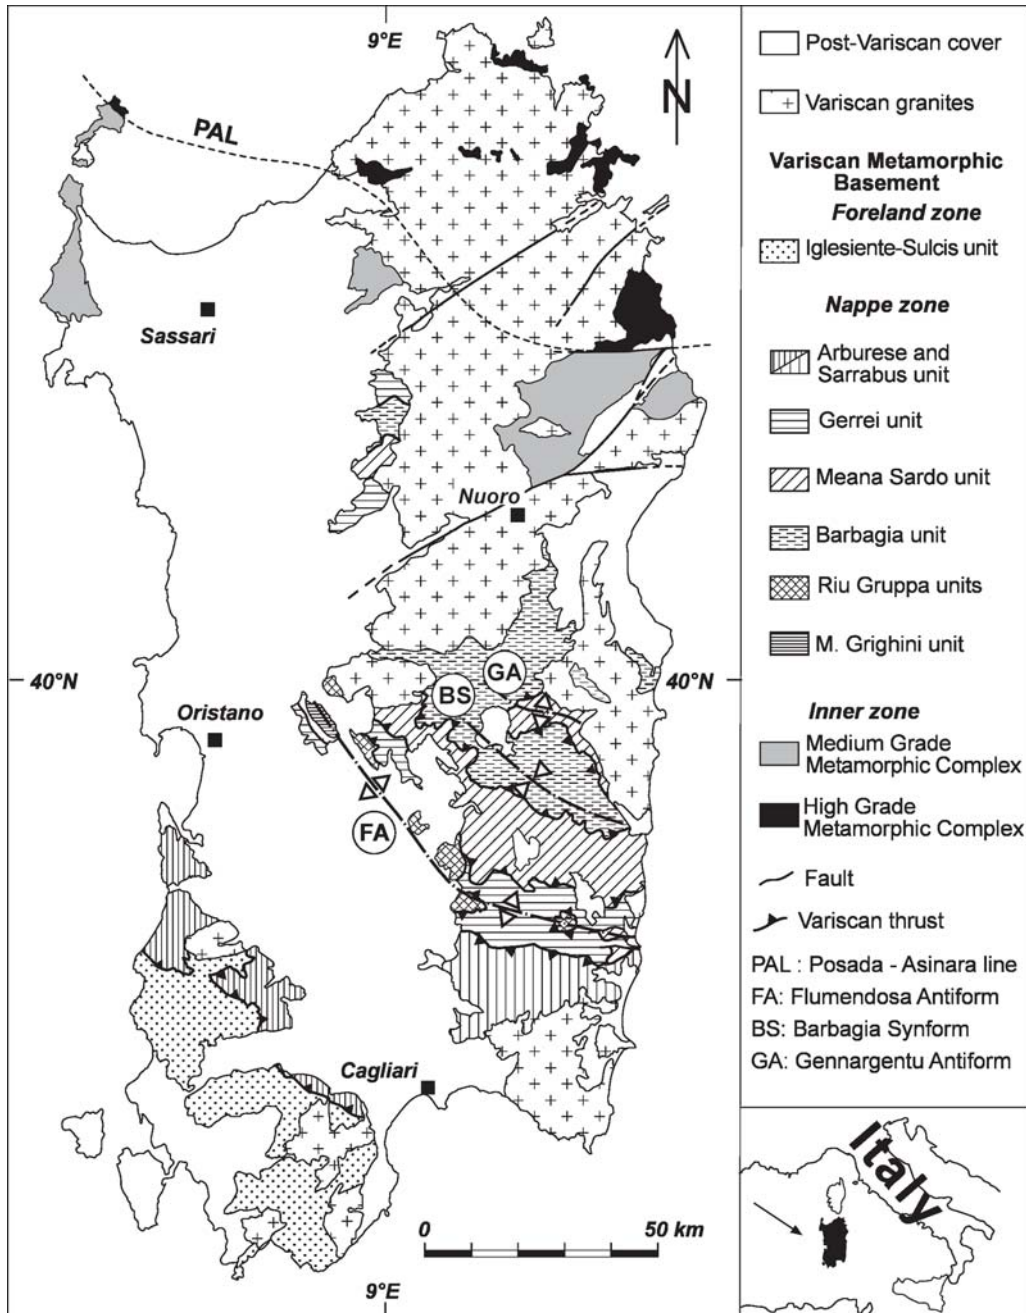 9°E
N
PAL
Sassari
Nuoro
40°N
40°N
GA
BS
Oristano
FA
Cagliari
0
50 km
9°E
Post-Variscan cover
Variscan granites
Variscan Metamorphic
Basement
Foreland zone
Iglesiente-Sulcis unit
Nappe zone
Arburese and
Sarrabus unit
Gerrei unit
Meana Sardo unit
Barbagia unit
Riu Gruppa units
M. Grighini unit
Inner zone
Medium Grade
Metamorphic Complex
High Grade
Metamorphic Complex
Fault
Variscan thrust
PAL : Posada - Asinara line
FA: Flumendosa Antiform
BS: Barbagia Synform
GA: Gennargentu Antiform
Italy